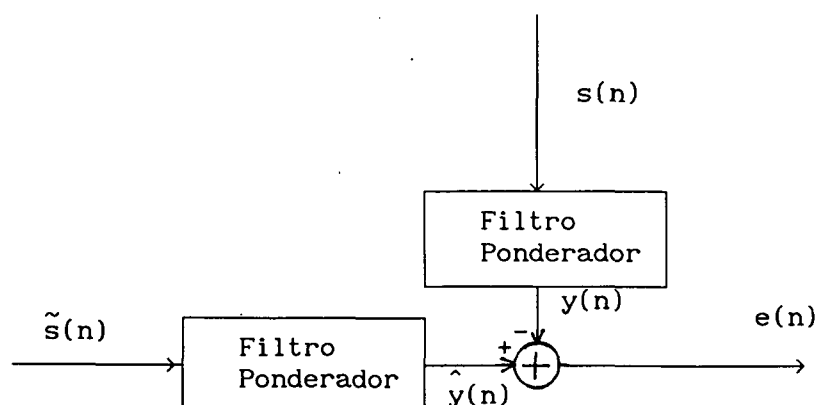 s(n)
Filtro
Ponderador
y(n)
e(n)
s̃(n)
Filtro
Ponderador
ŷ(n)
+
-
+